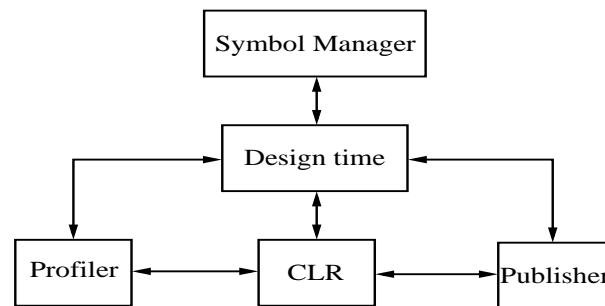 Symbol Manager
Design time
Profiler
CLR
Publisher